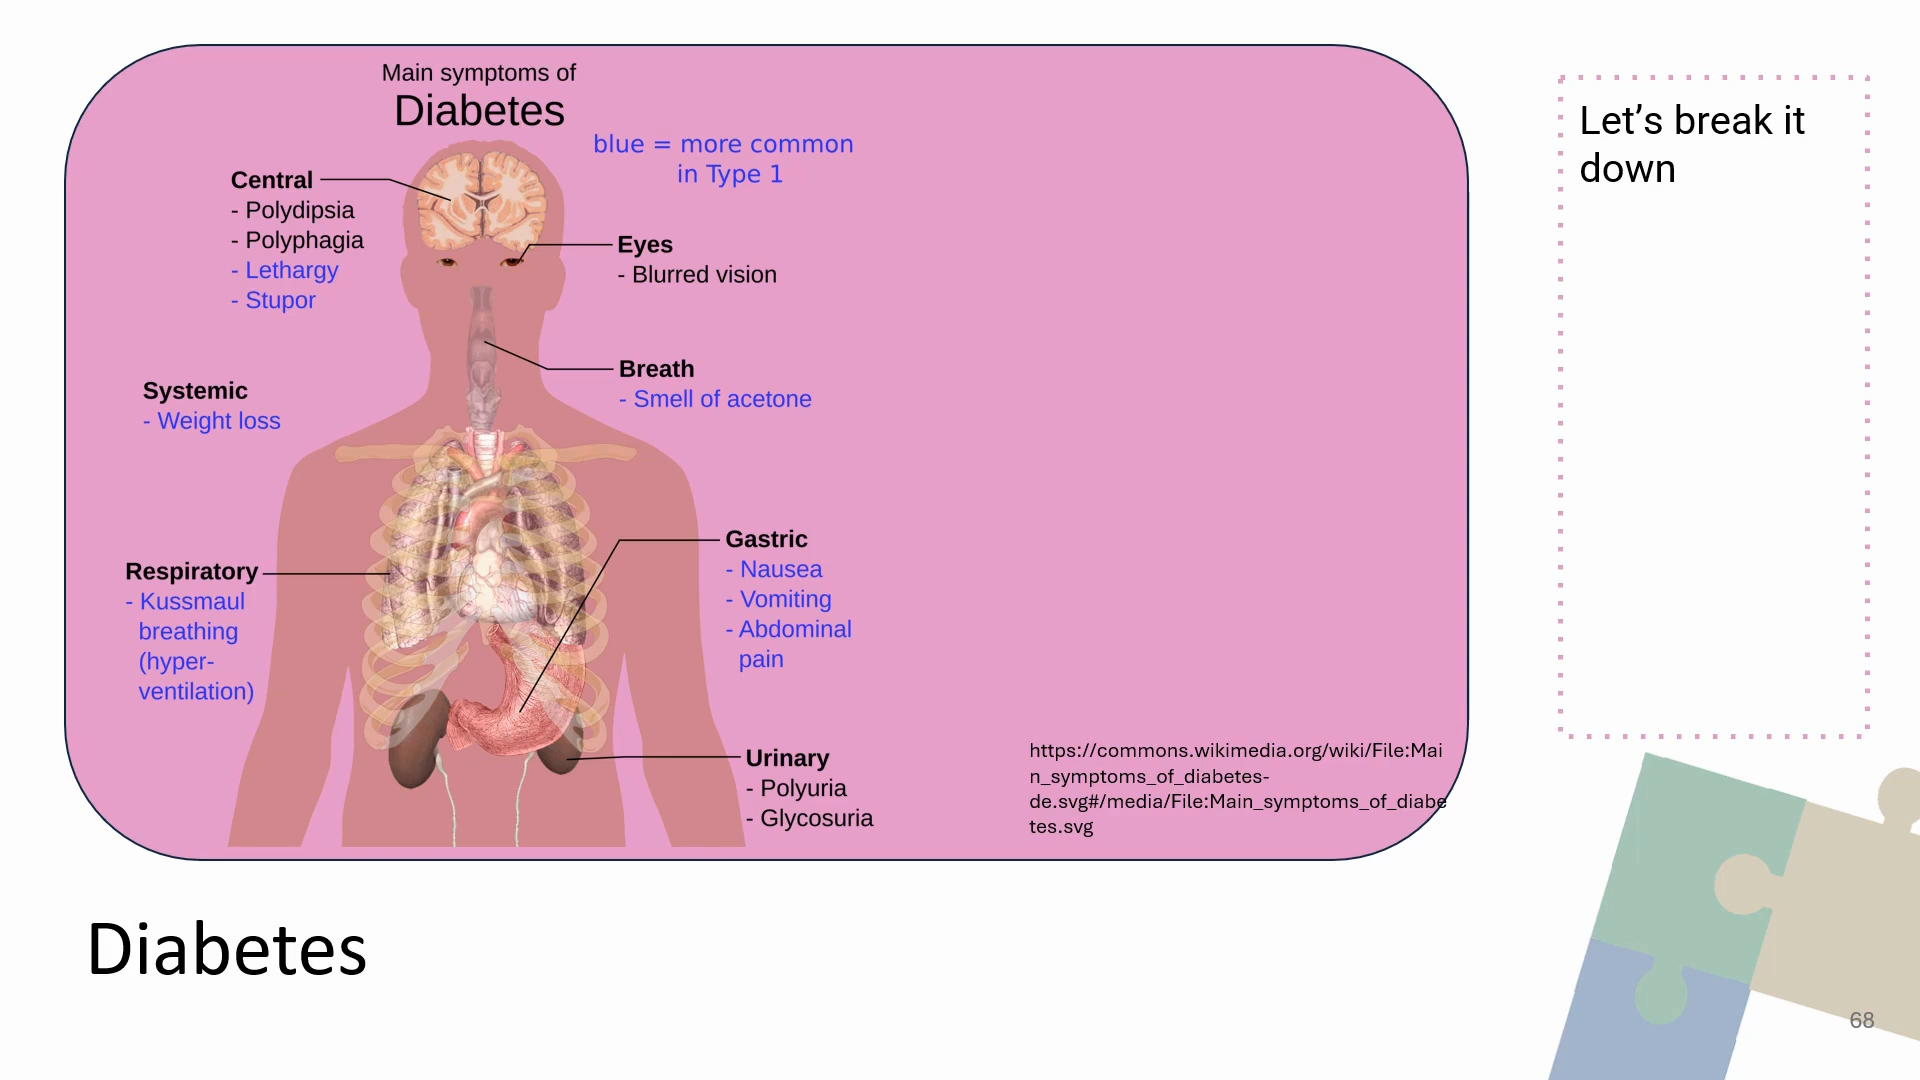 Main symptoms of
Diabetes
blue = more common
in Type 1
Central
- Polydipsia
- Polyphagia
- Lethargy
- Stupor
Eyes
- Blurred vision
Breath
- Smell of acetone
Systemic
- Weight loss
Gastric
- Nausea
- Vomiting
- Abdominal
pain
Respiratory
- Kussmaul
breathing
(hyper-
ventilation)
Urinary
- Polyuria
- Glycosuria
https://commons.wikimedia.org/wiki/File:Mai
n_symptoms_of_diabetes-
de.svg#/media/File:Main_symptoms_of_diabe
tes.svg
Let’s break it
down
Diabetes
68